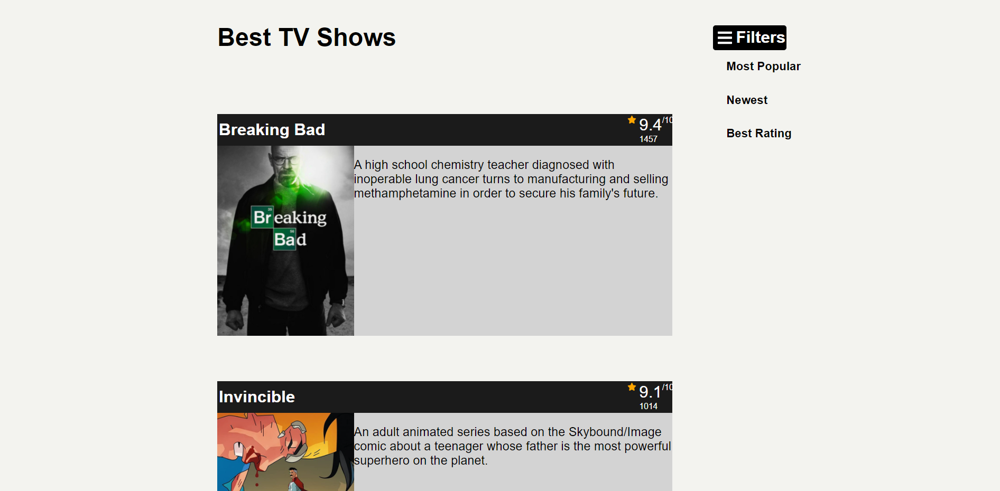 Best TV Shows
Filters
Most Popular
Newest
Best Rating
Breaking Bad
9.4/10
1457
35
Breaking
56
Bad
A high school chemistry teacher diagnosed with
inoperable lung cancer turns to manufacturing and selling
methamphetamine in order to secure his family's future.
Invincible
9.1/10
1014
An adult animated series based on the Skybound/Image
comic about a teenager whose father is the most powerful
superhero on the planet.